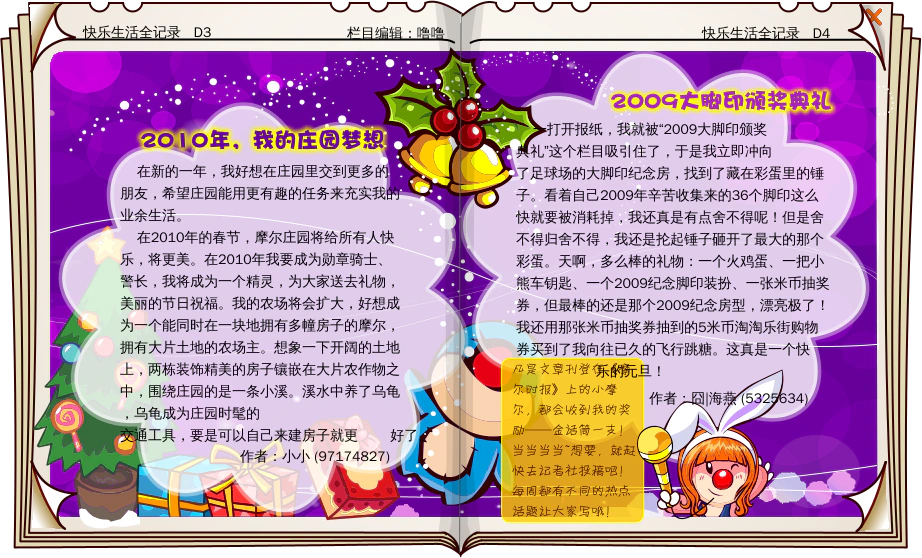 快乐生活全记录 D3
栏目编辑：噜噜
2010年，我的庄园梦想
在新的一年，我好想在庄园里交到更多的
朋友，希望庄园能用更有趣的任务来充实我的
业余生活。
在2010年的春节，摩尔庄园将给所有人快
乐，将更美。在2010年我要成为勋章骑士、
警长，我将成为一个精灵，为大家送去礼物，
美丽的节日祝福。我的农场将会扩大，好想成
为一个能同时在一块地拥有多幢房子的摩尔，
拥有大片土地的农场主。想象一下开阔的土地
上，两栋装饰精美的房子镶嵌在大片农作物之
中，围绕庄园的是一条小溪。溪水中养了乌龟
，乌龟成为庄园时髦的
交通工具，要是可以自己来建房子就更 好了
作者：小小 (97174827)
快乐生活全记录 D4
2009大脚印颁奖典礼
打开报纸，我就被“2009大脚印颁奖
典礼”这个栏目吸引住了，于是我立即冲向
了足球场的大脚印纪念房，找到了藏在彩蛋里的锤
子。看着自己2009年辛苦收集来的36个脚印这么
快就要被消耗掉，我还真是有点舍不得呢！但是舍
不得归舍不得，我还是抡起锤子砸开了最大的那个
彩蛋。天啊，多么棒的礼物：一个火鸡蛋、一把小
熊车钥匙、一个2009纪念脚印装扮、一张米币抽奖
券，但最棒的还是那个2009纪念房型，漂亮极了！
我还用那张米币抽奖券抽到的5米币淘淘乐街购物
券买到了我向往已久的飞行跳糖。这真是一个快
乐的元旦！
作者：囧|海燕 (5325634)
凡是文章刊登在《摩
尔时报》上的小摩
尔，都会收到我的奖
励——金话筒一支！
当当当当~想要，就赶
快去记者社投稿吧！
每周都有不同的热点
话题让大家写哦！